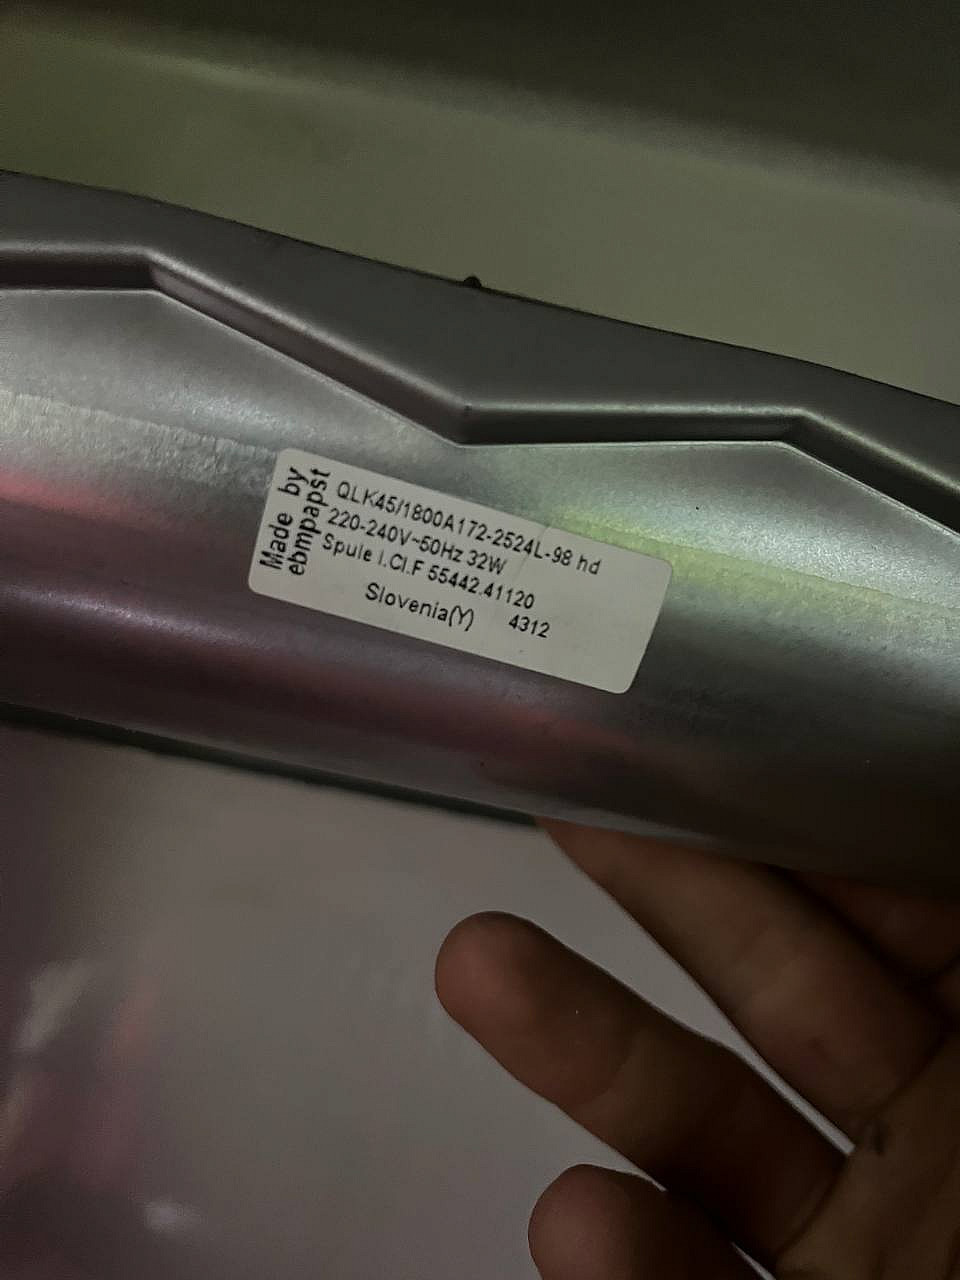 Made by
ebmpapst
QLK45/1800A172-2524L-98 hd
220-240V~50Hz 32W
Spule I.Cl.F 55442.41120
Slovenia(Y) 4312